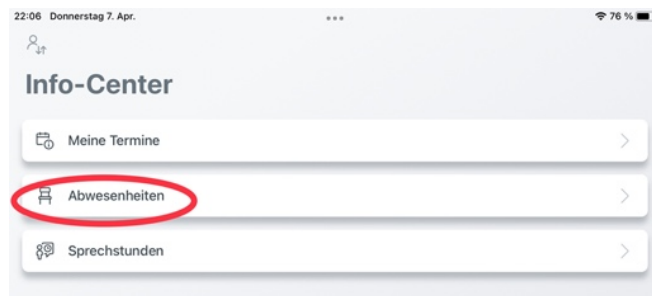 22:06 Donnerstag 7. Apr. 76 %
Info-Center
Meine Termine
Abwesenheiten
Sprechstunden